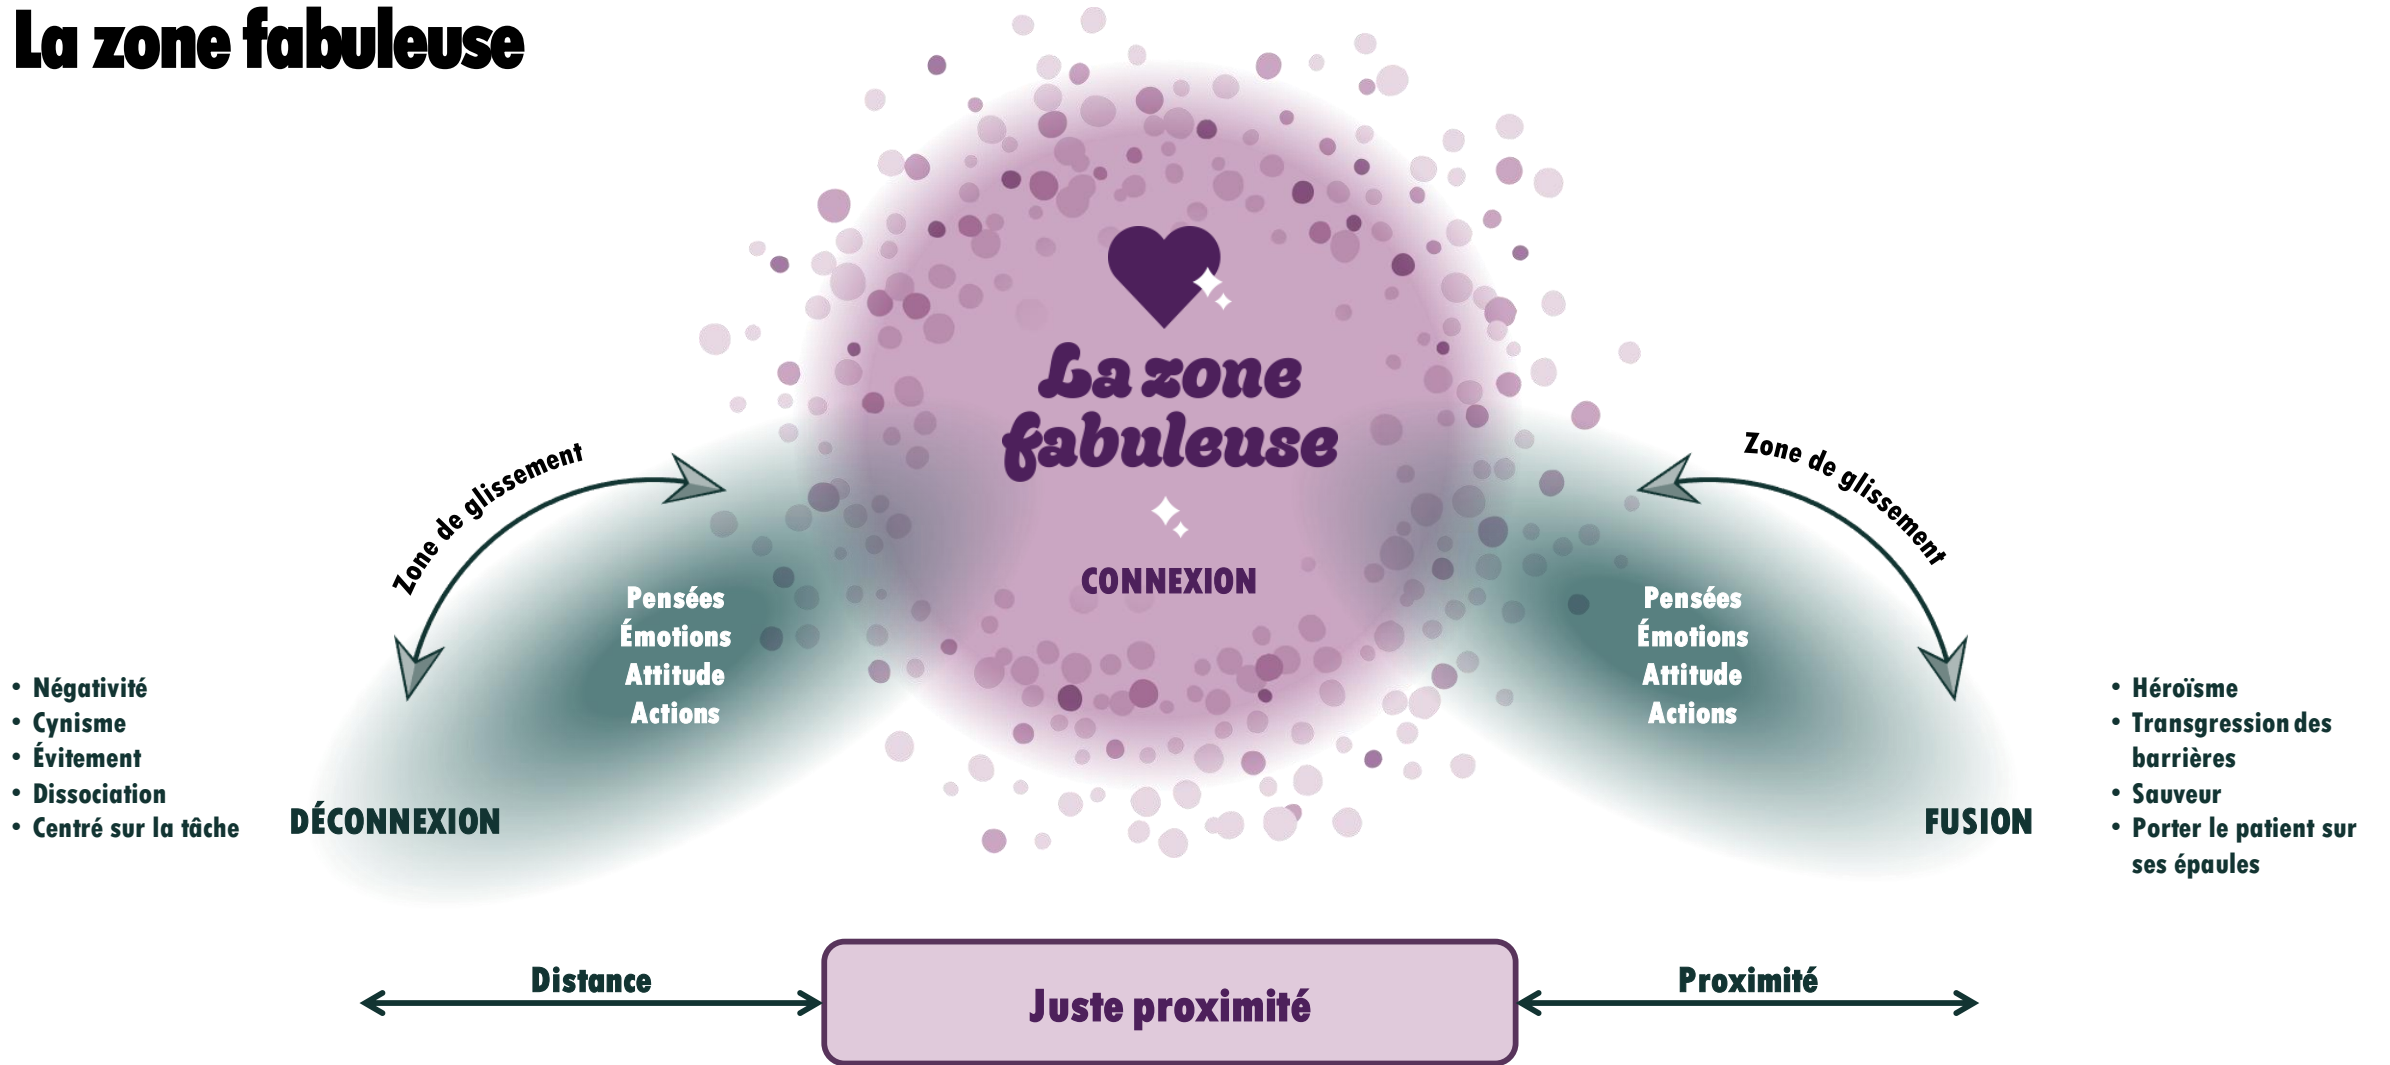 La zone fabuleuse
La zone
fabuleuse
CONNEXION
Zone de glissement
Pensées
Émotions
Attitude
Actions
• Négativité
• Cynisme
• Évitement
• Dissociation
• Centré sur la tâche
DÉCONNEXION
Zone de glissement
Pensées
Émotions
Attitude
Actions
FUSION
• Héroïsme
• Transgression des
barrières
• Sauveur
• Porter le patient sur
ses épaules
Distance
Juste proximité
Proximité